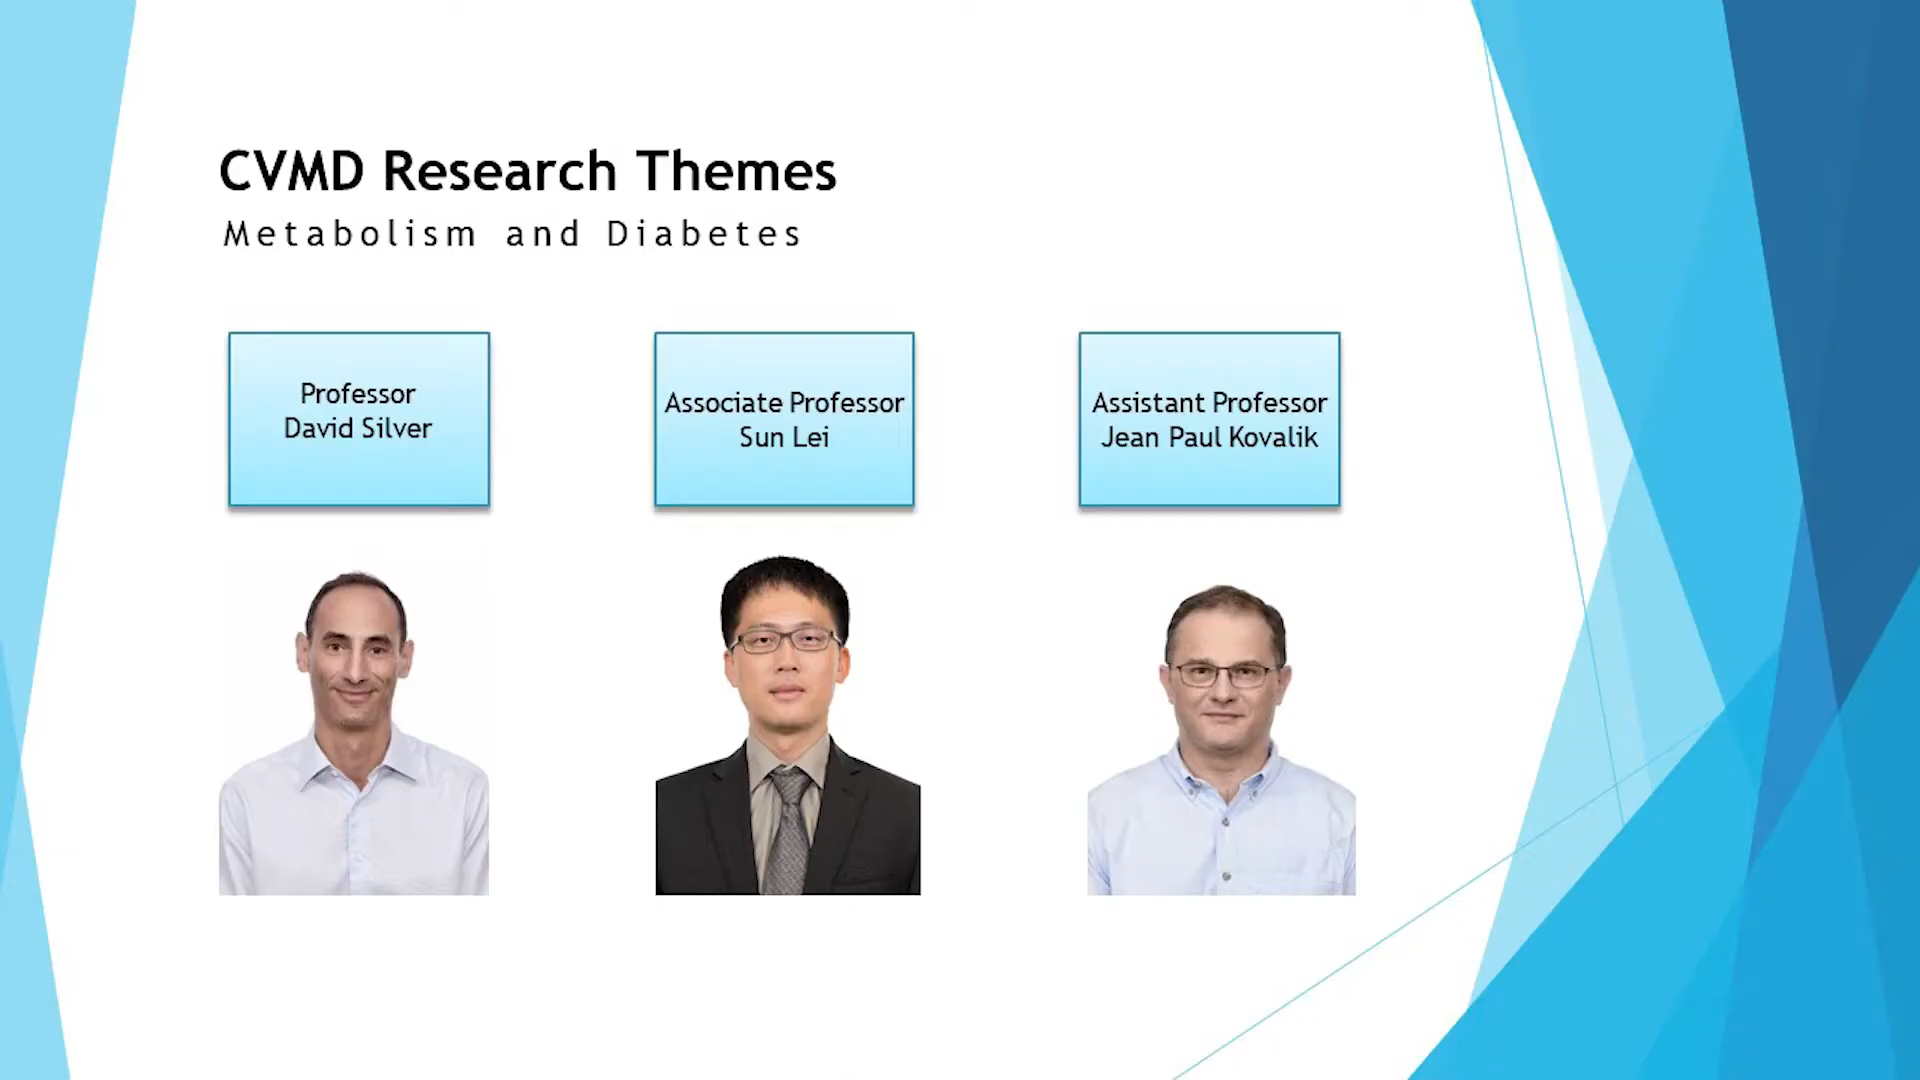 CVMD Research Themes
Metabolism and Diabetes
Professor
David Silver
Associate Professor
Sun Lei
Assistant Professor
Jean Paul Kovalik